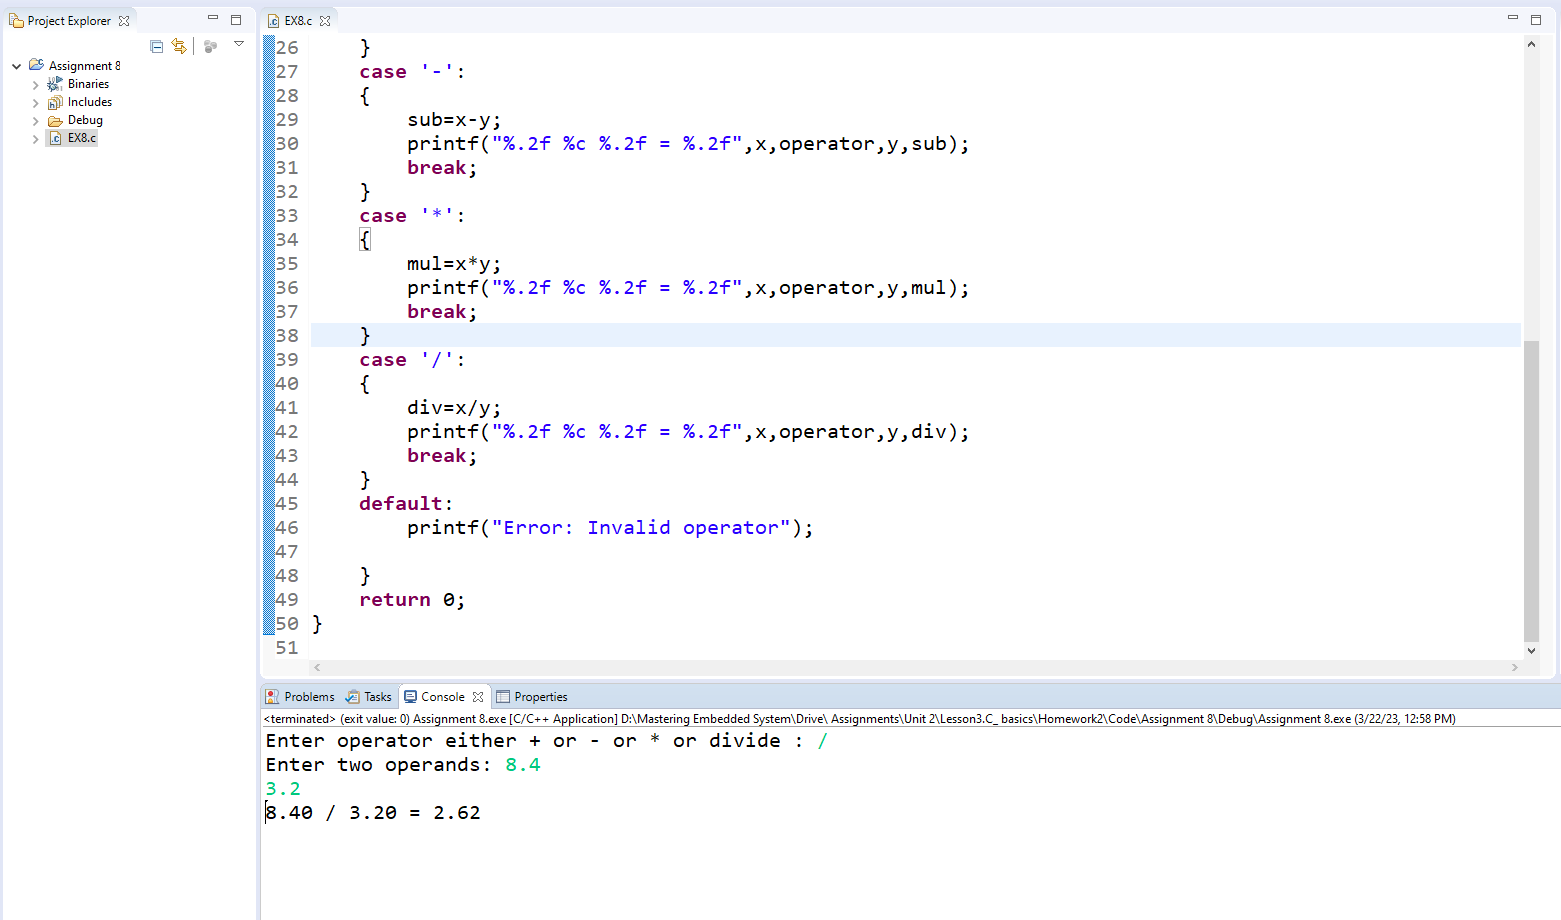 Project Explorer
Assignment 8
Binaries
Includes
Debug
EX8.c
EX8.c
26 }
27 case '-':
28 {
29 sub=x-y;
30 printf("%.2f %c %.2f = %.2f",x,operator,y,sub);
31 break;
32 }
33 case '*':
34 {
35 mul=x*y;
36 printf("%.2f %c %.2f = %.2f",x,operator,y,mul);
37 break;
38 }
39 case '/':
40 {
41 div=x/y;
42 printf("%.2f %c %.2f = %.2f",x,operator,y,div);
43 break;
44 }
45 default:
46 printf("Error: Invalid operator");
47
48 }
49 return 0;
50 }
51
Problems Tasks Console Properties
<terminated> (exit value: 0) Assignment 8.exe [C/C++ Application] D:\Mastering Embedded System\Drive\ Assignments\Unit 2\Lesson3.C_ basics\Homework2\Code\Assignment 8\Debug\Assignment 8.exe (3/22/23, 12:58 PM)
Enter operator either + or - or * or divide : /
Enter two operands: 8.4
3.2
8.40 / 3.20 = 2.62